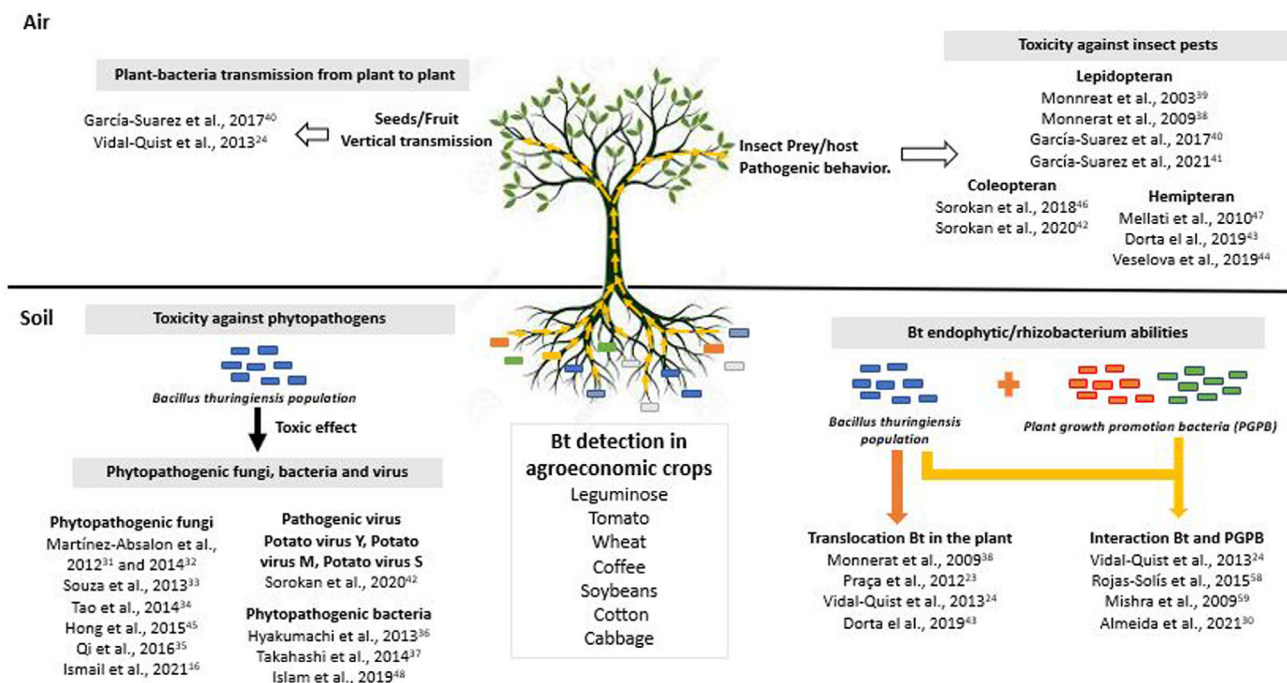 Air
Plant-bacteria transmission from plant to plant
García-Suarez et al., 2017⁴⁰
Vidal-Quist et al., 2013²⁴
Seeds/Fruit
Vertical transmission
Insect Prey/host
Pathogenic behavior.
Toxicity against insect pests
Lepidopteran
Monnreat et al., 2003³⁹
Monnerat et al., 2009³⁸
García-Suarez et al., 2017⁴⁰
García-Suarez et al., 2021⁴¹
Coleopteran
Sorokan et al., 2018⁴⁶
Sorokan et al., 2020⁴²
Hemipteran
Mellati et al., 2010⁴⁷
Dorta el al., 2019⁴³
Veselova et al., 2019⁴⁴
Soil
Toxicity against phytopathogens
Bacillus thuringiensis population
Toxic effect
Phytopathogenic fungi, bacteria and virus
Phytopathogenic fungi
Martínez-Absalon et al.,
2012³¹ and 2014³²
Souza et al., 2013³³
Tao et al., 2014³⁴
Hong et al., 2015⁴⁵
Qi et al., 2016³⁵
Ismail et al., 2021¹⁶
Pathogenic virus
Potato virus Y, Potato
virus M, Potato virus S
Sorokan et al., 2020⁴²
Phytopathogenic bacteria
Hyakumachi et al., 2013³⁶
Takahashi et al., 2014³⁷
Islam et al., 2019⁴⁸
Bt detection in
agroeconomic crops
Leguminose
Tomato
Wheat
Coffee
Soybeans
Cotton
Cabbage
Bt endophytic/rhizobacterium abilities
Bacillus thuringiensis
population
Plant growth promotion bacteria (PGPB)
Translocation Bt in the plant
Monnerat et al., 2009³⁸
Praça et al., 2012²³
Vidal-Quist et al., 2013²⁴
Dorta el al., 2019⁴³
Interaction Bt and PGPB
Vidal-Quist et al., 2013²⁴
Rojas-Solís et al., 2015⁵⁸
Mishra et al., 2009⁵⁹
Almeida et al., 2021³⁰